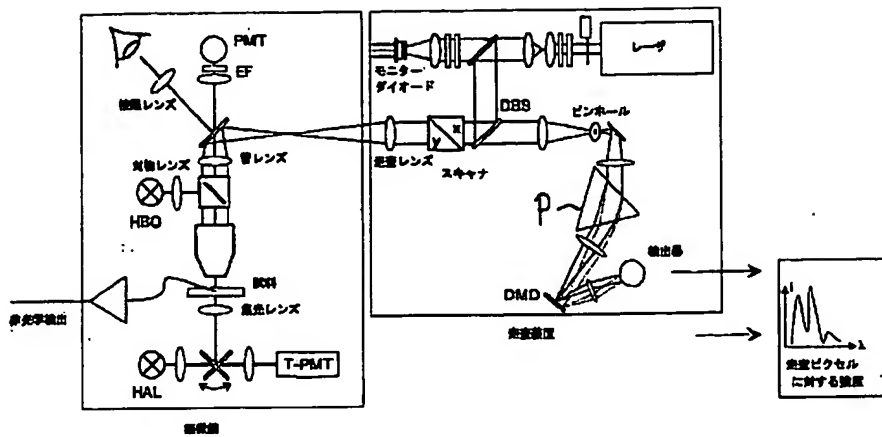 PMT
EF
接眼レンズ
対物レンズ
管レンズ
HBO
試料
集光レンズ
非光学検出
HAL
T-PMT
顕微鏡
モニター
ダイオード
レーザ
DBS
ピンホール
走査レンズ
y x
スキャナ
P
検出器
DMD
走査装置
I
λ
走査ピクセル
に対する強度